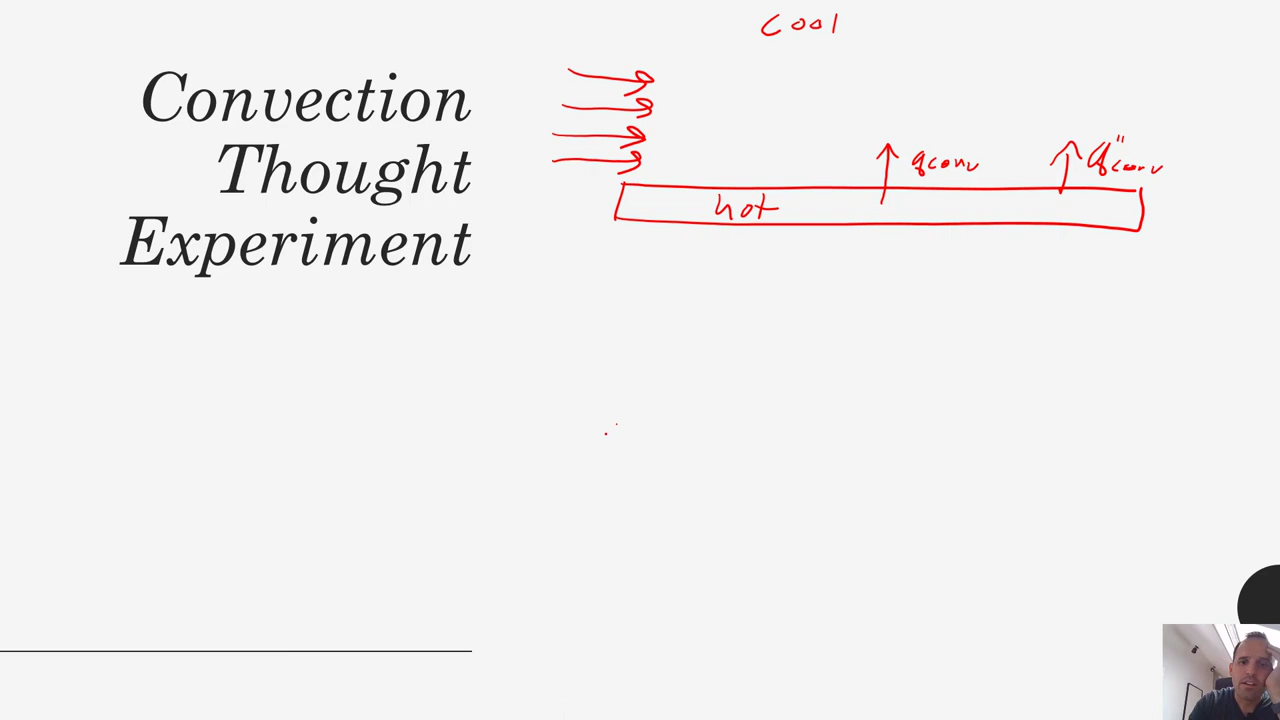 Convection
Thought
Experiment
cool
qconv
q"conv
hot